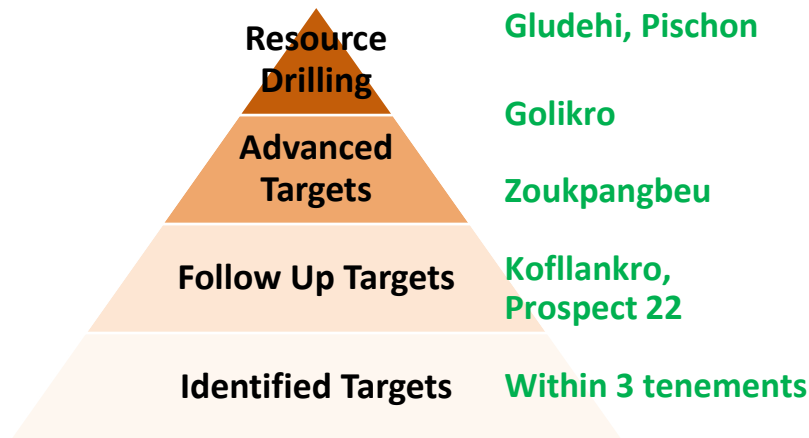 Resource
Drilling
Gludehi, Pischon
Golikro
Advanced
Targets
Zoukpangbeu
Follow Up Targets
Kofllankro,
Prospect 22
Identified Targets
Within 3 tenements